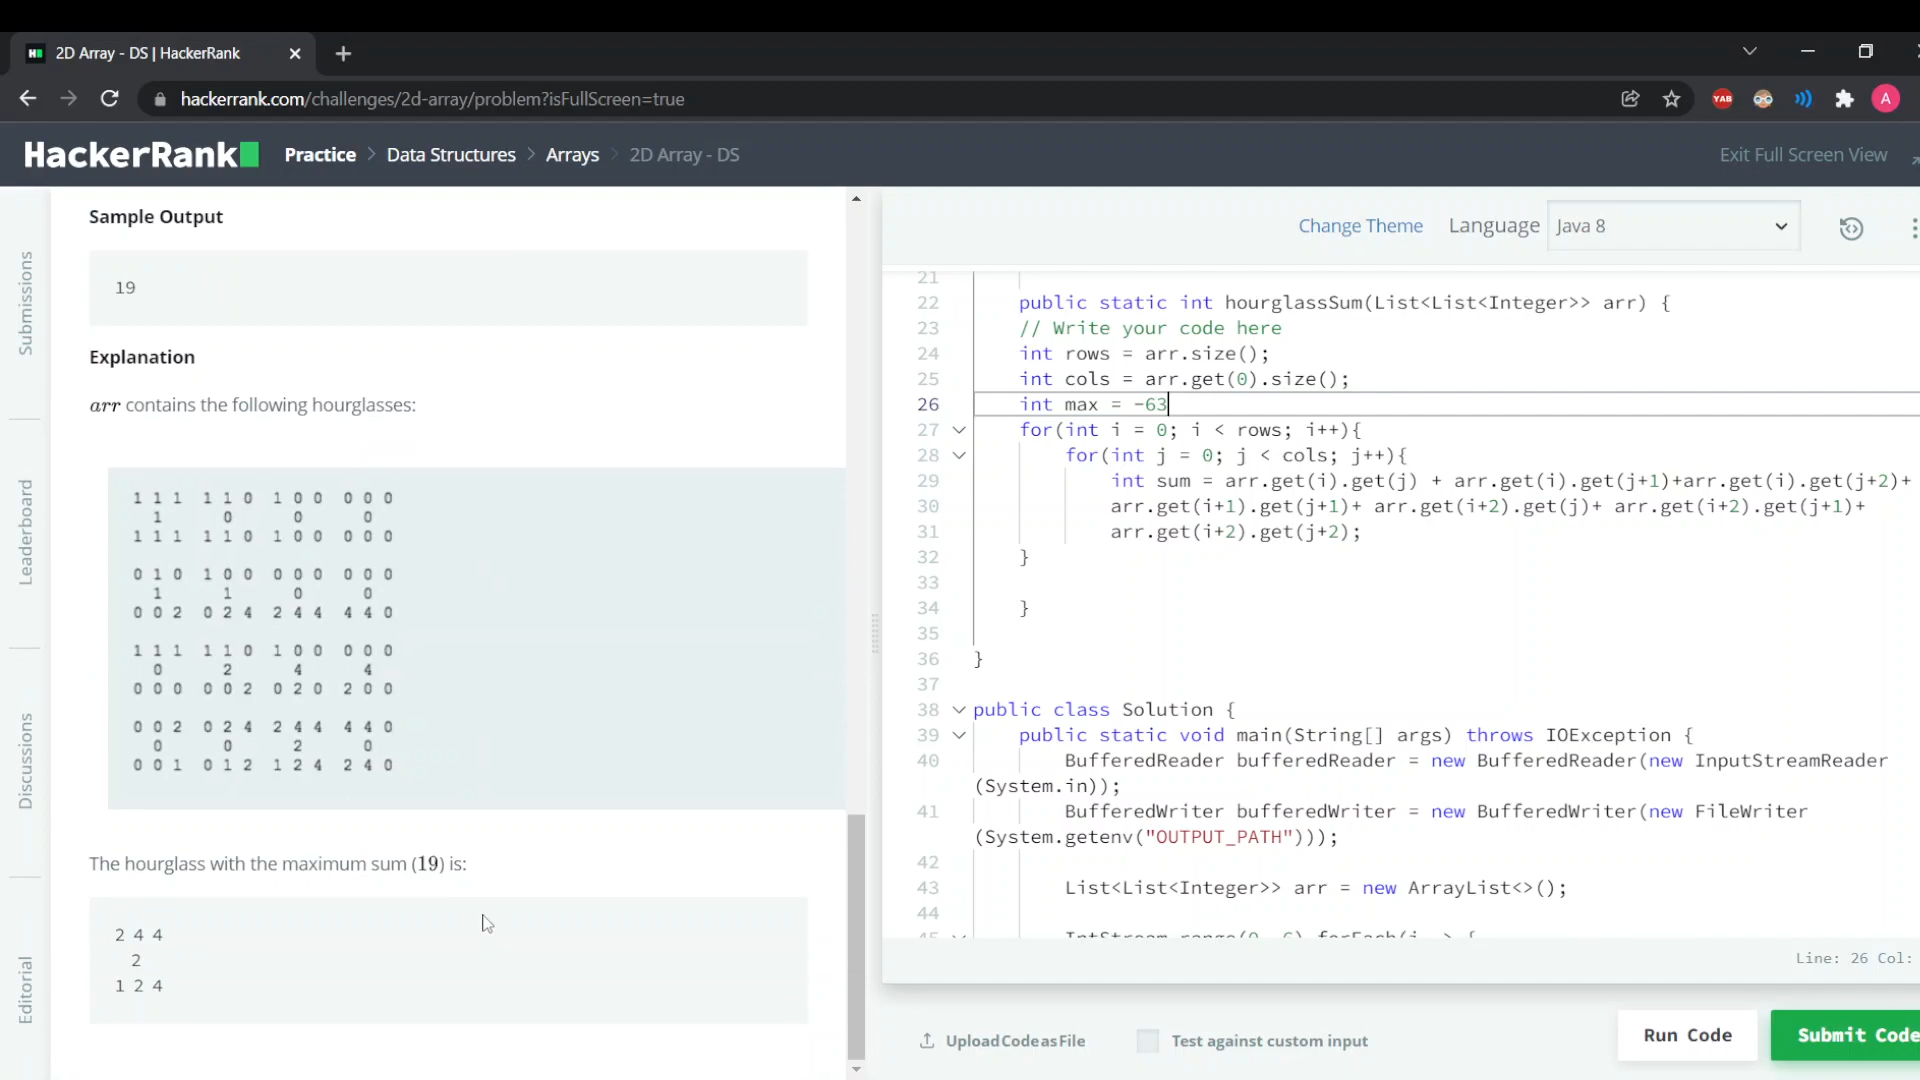 2D Array - DS | HackerRank
hackerrank.com/challenges/2d-array/problem?isFullScreen=true
YAB
A
HackerRank
Practice > Data Structures > Arrays > 2D Array - DS
Exit Full Screen View
Submissions
Leaderboard
Discussions
Editorial
Sample Output
19
Explanation
arr contains the following hourglasses:
1 1 1 1 1 0 1 0 0 0 0 0
1 0 0 0
1 1 1 1 1 0 1 0 0 0 0 0
0 1 0 1 0 0 0 0 0 0 0 0
1 1 0 0
0 0 2 0 2 4 2 4 4 4 4 0
1 1 1 1 1 0 1 0 0 0 0 0
0 2 4 4
0 0 0 0 0 2 0 2 0 2 0 0
0 0 2 0 2 4 2 4 4 4 4 0
0 0 2 0
0 0 1 0 1 2 1 2 4 2 4 0
The hourglass with the maximum sum (19) is:
2 4 4
2
1 2 4
Change Theme Language Java 8
21
22 public static int hourglassSum(List<List<Integer>> arr) {
23 // Write your code here
24 int rows = arr.size();
25 int cols = arr.get(0).size();
26 int max = -63
27 for(int i = 0; i < rows; i++){
28 for(int j = 0; j < cols; j++){
29 int sum = arr.get(i).get(j) + arr.get(i).get(j+1)+arr.get(i).get(j+2)+
30 arr.get(i+1).get(j+1)+ arr.get(i+2).get(j)+ arr.get(i+2).get(j+1)+
31 arr.get(i+2).get(j+2);
32 }
33
34 }
35
36 }
37
38 public class Solution {
39 public static void main(String[] args) throws IOException {
40 BufferedReader bufferedReader = new BufferedReader(new InputStreamReader
(System.in));
41 BufferedWriter bufferedWriter = new BufferedWriter(new FileWriter
(System.getenv("OUTPUT_PATH")));
42
43 List<List<Integer>> arr = new ArrayList<>();
44
Line: 26 Col:
Upload Code as File
Test against custom input
Run Code
Submit Code